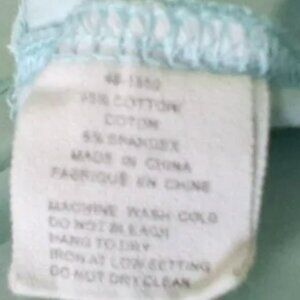 95% COTTON/
COTON
5% SPANDEX
MADE IN CHINA
FABRIQUE EN CHINE
MACHINE WASH COLD
DO NOT BLEACH
HANG TO DRY
IRON AT LOW SETTING
DO NOT DRY CLEAN